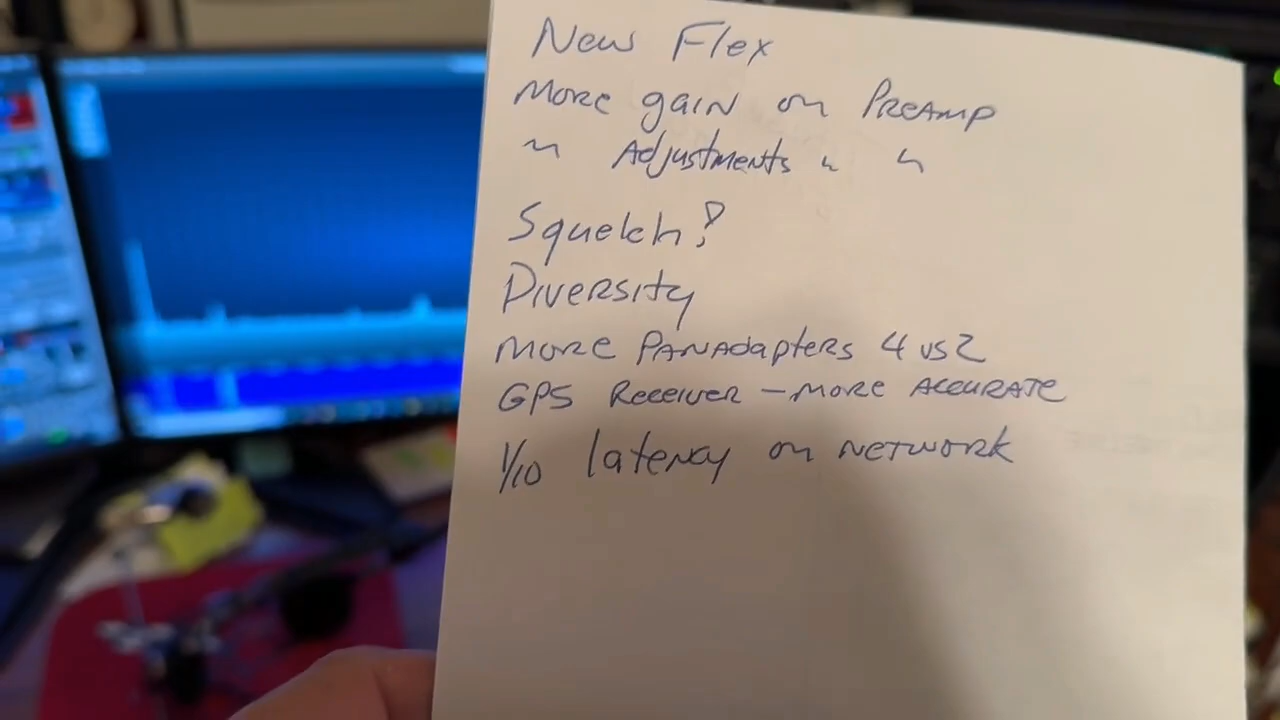 New Flex
More gain on Preamp
" Adjustments " "
Squelch?
Diversity
More Panadapters 4 vs 2
GPS Receiver - More Accurate
1/10 latency on Network